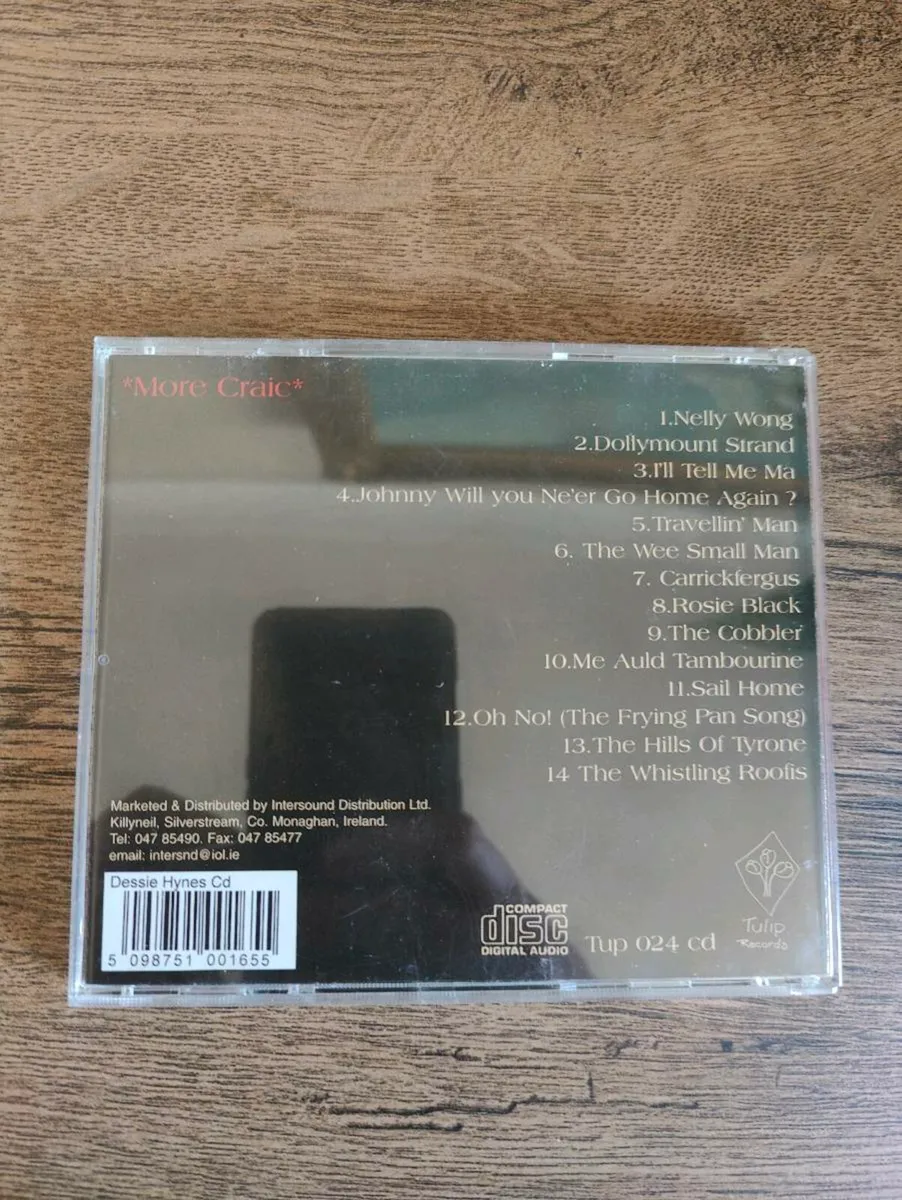 *More Craic*
1.Nelly Wong
2.Dollymount Strand
3.I'll Tell Me Ma
4.Johnny Will you Ne'er Go Home Again ?
5.Travellin' Man
6. The Wee Small Man
7. Carrickfergus
8.Rosie Black
9.The Cobbler
10.Me Auld Tambourine
11.Sail Home
12.Oh No! (The Frying Pan Song)
13.The Hills Of Tyrone
14 The Whistling Roofis
Marketed & Distributed by Intersound Distribution Ltd.
Killyneil, Silverstream, Co. Monaghan, Ireland.
Tel: 047 85490. Fax: 047 85477
email: intersnd@iol.ie
Dessie Hynes Cd
5 098751 001655
COMPACT
disc
DIGITAL AUDIO
Tup 024 cd
Tulip
Records